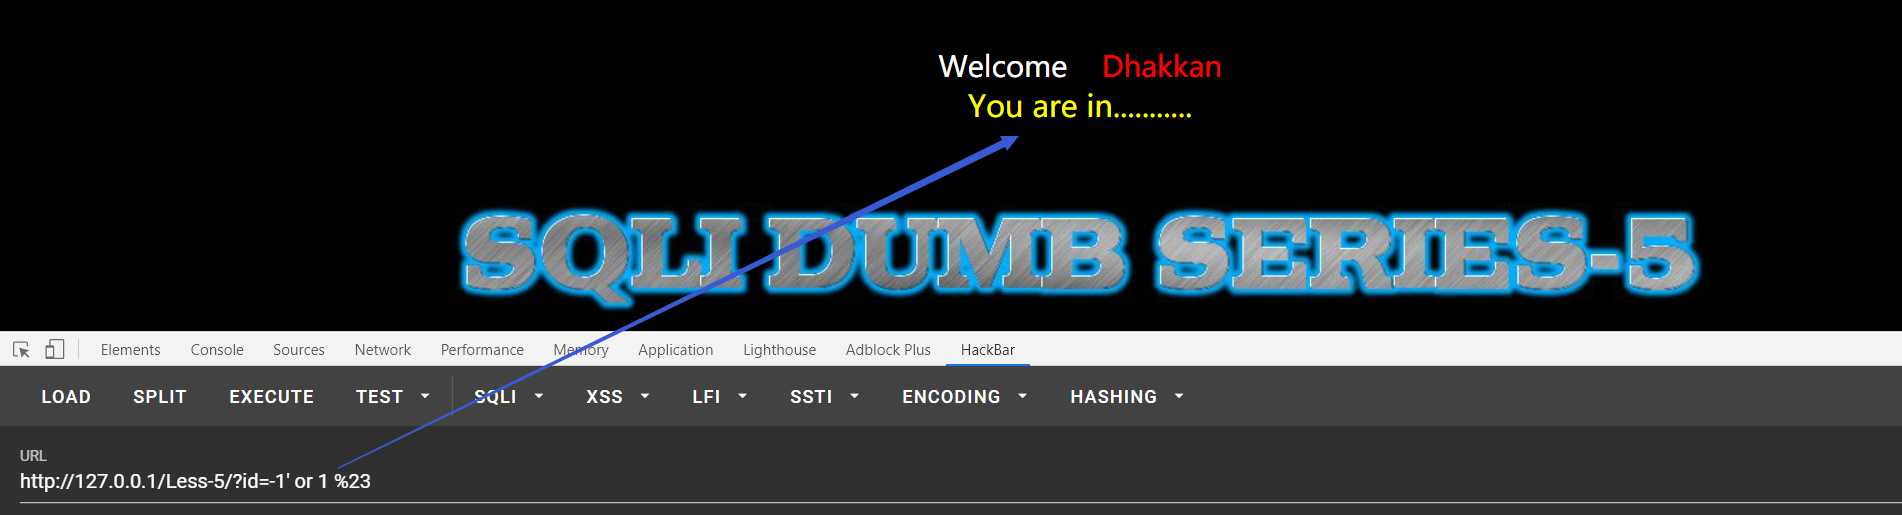 Welcome Dhakkan
You are in...........
SQLI DUMB SERIES-5
Elements Console Sources Network Performance Memory Application Lighthouse Adblock Plus HackBar
LOAD SPLIT EXECUTE TEST SQLI XSS LFI SSTI ENCODING HASHING
URL
http://127.0.0.1/Less-5/?id=-1' or 1 %23